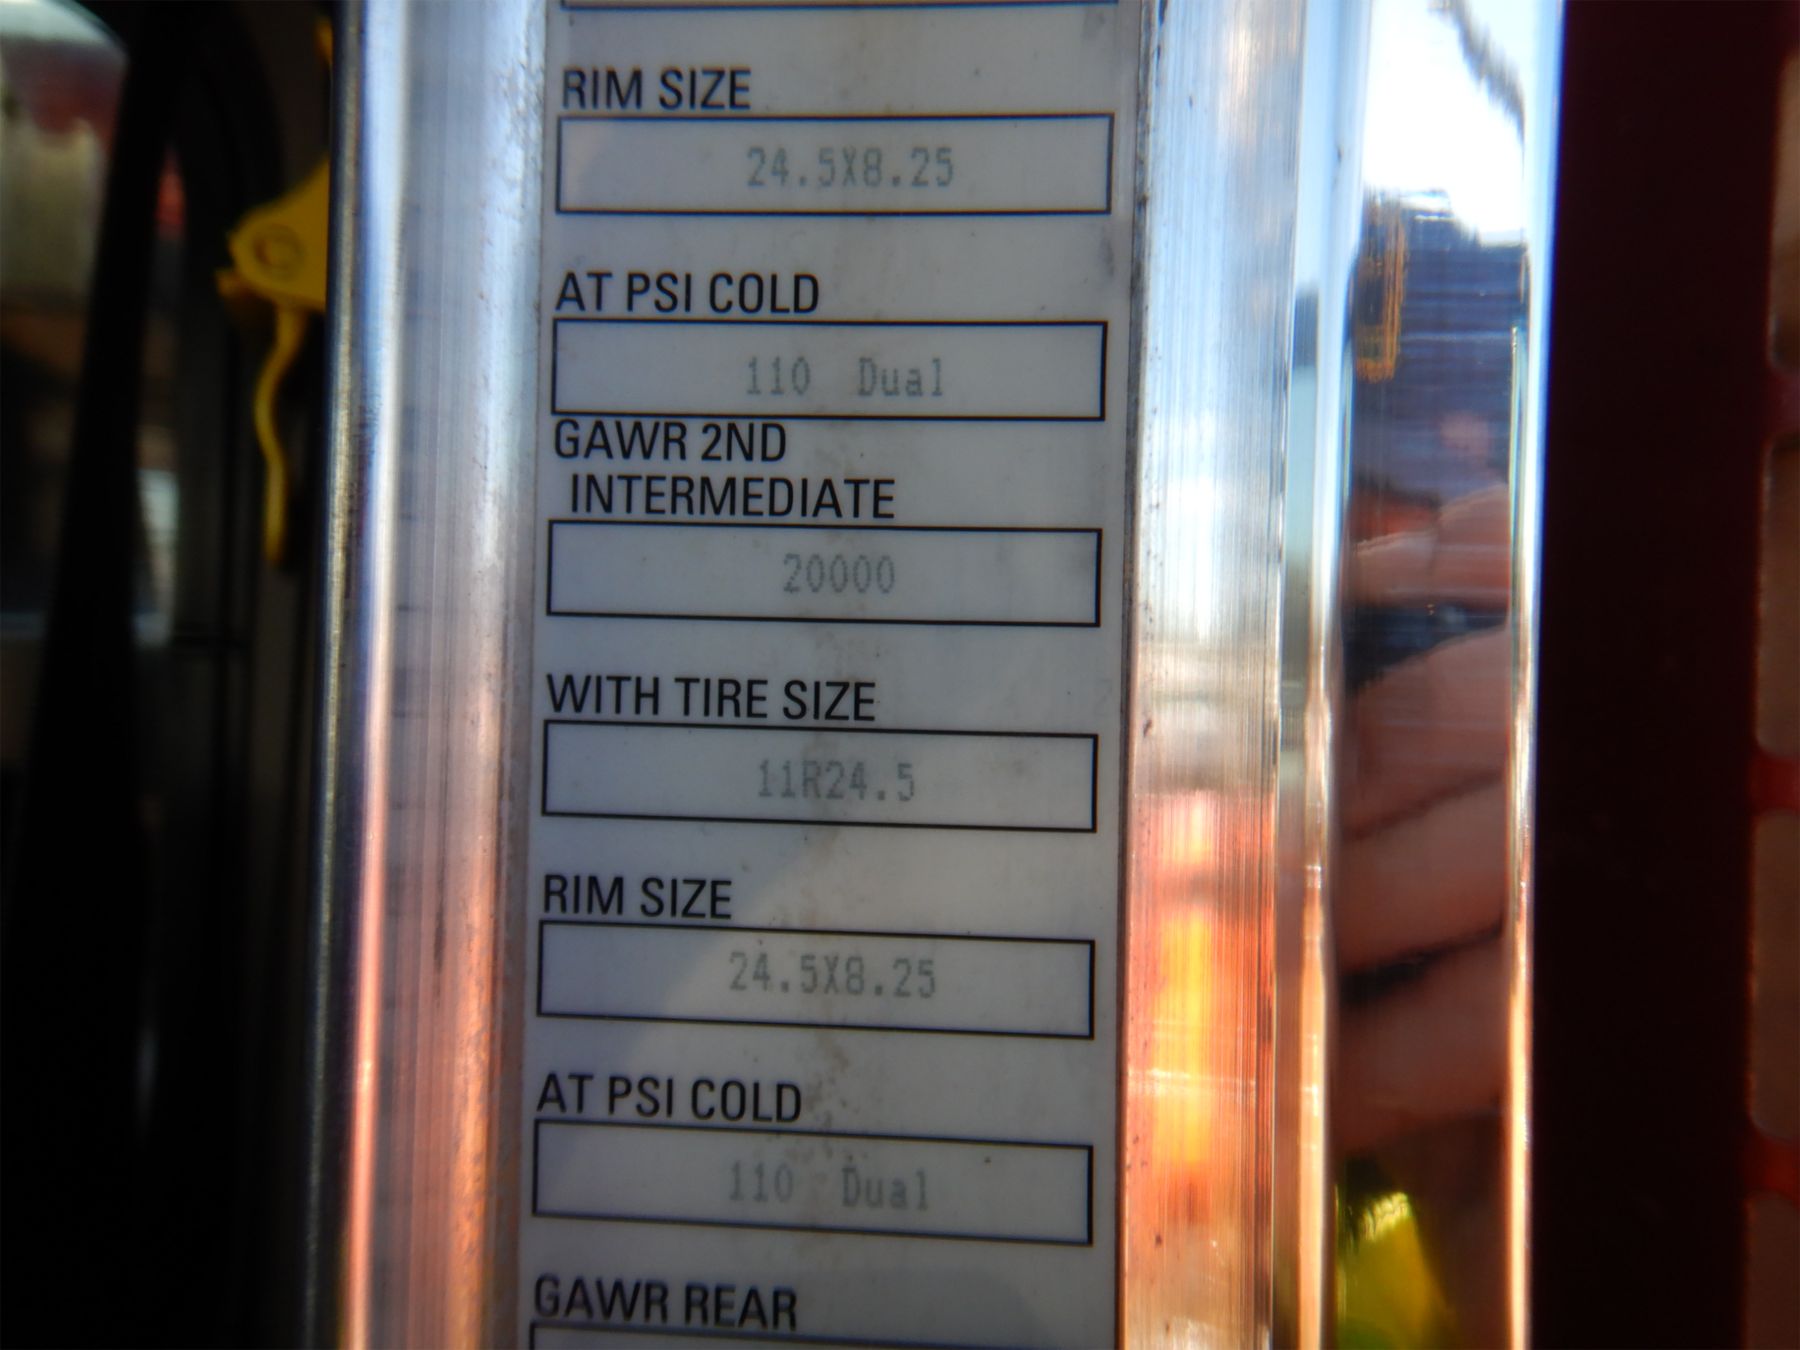 RIM SIZE
24.5X8.25
AT PSI COLD
110 Dual
GAWR 2ND
INTERMEDIATE
20000
WITH TIRE SIZE
11R24.5
RIM SIZE
24.5X8.25
AT PSI COLD
110 Dual
GAWR REAR